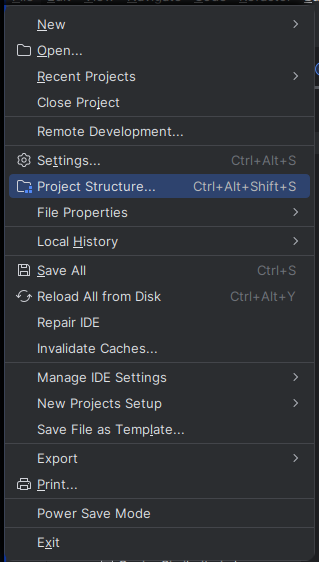 New
Open...
Recent Projects
Close Project
Remote Development...
Settings... Ctrl+Alt+S
Project Structure... Ctrl+Alt+Shift+S
File Properties
Local History
Save All Ctrl+S
Reload All from Disk Ctrl+Alt+Y
Repair IDE
Invalidate Caches...
Manage IDE Settings
New Projects Setup
Save File as Template...
Export
Print...
Power Save Mode
Exit